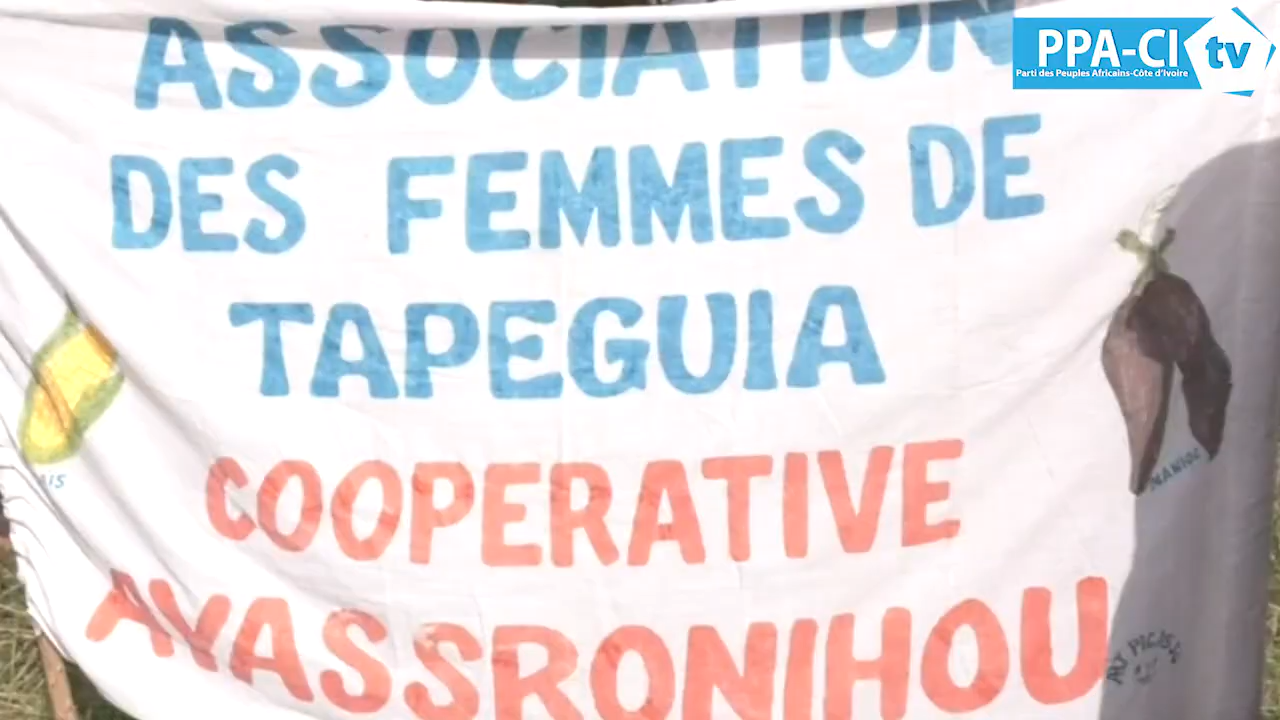 ASSOCIATION
DES FEMMES DE
TAPEGUIA
COOPERATIVE
AYASSRONIHOU
MANIOC
PPA-CI tv
Parti des Peuples Africains-Côte d'Ivoire